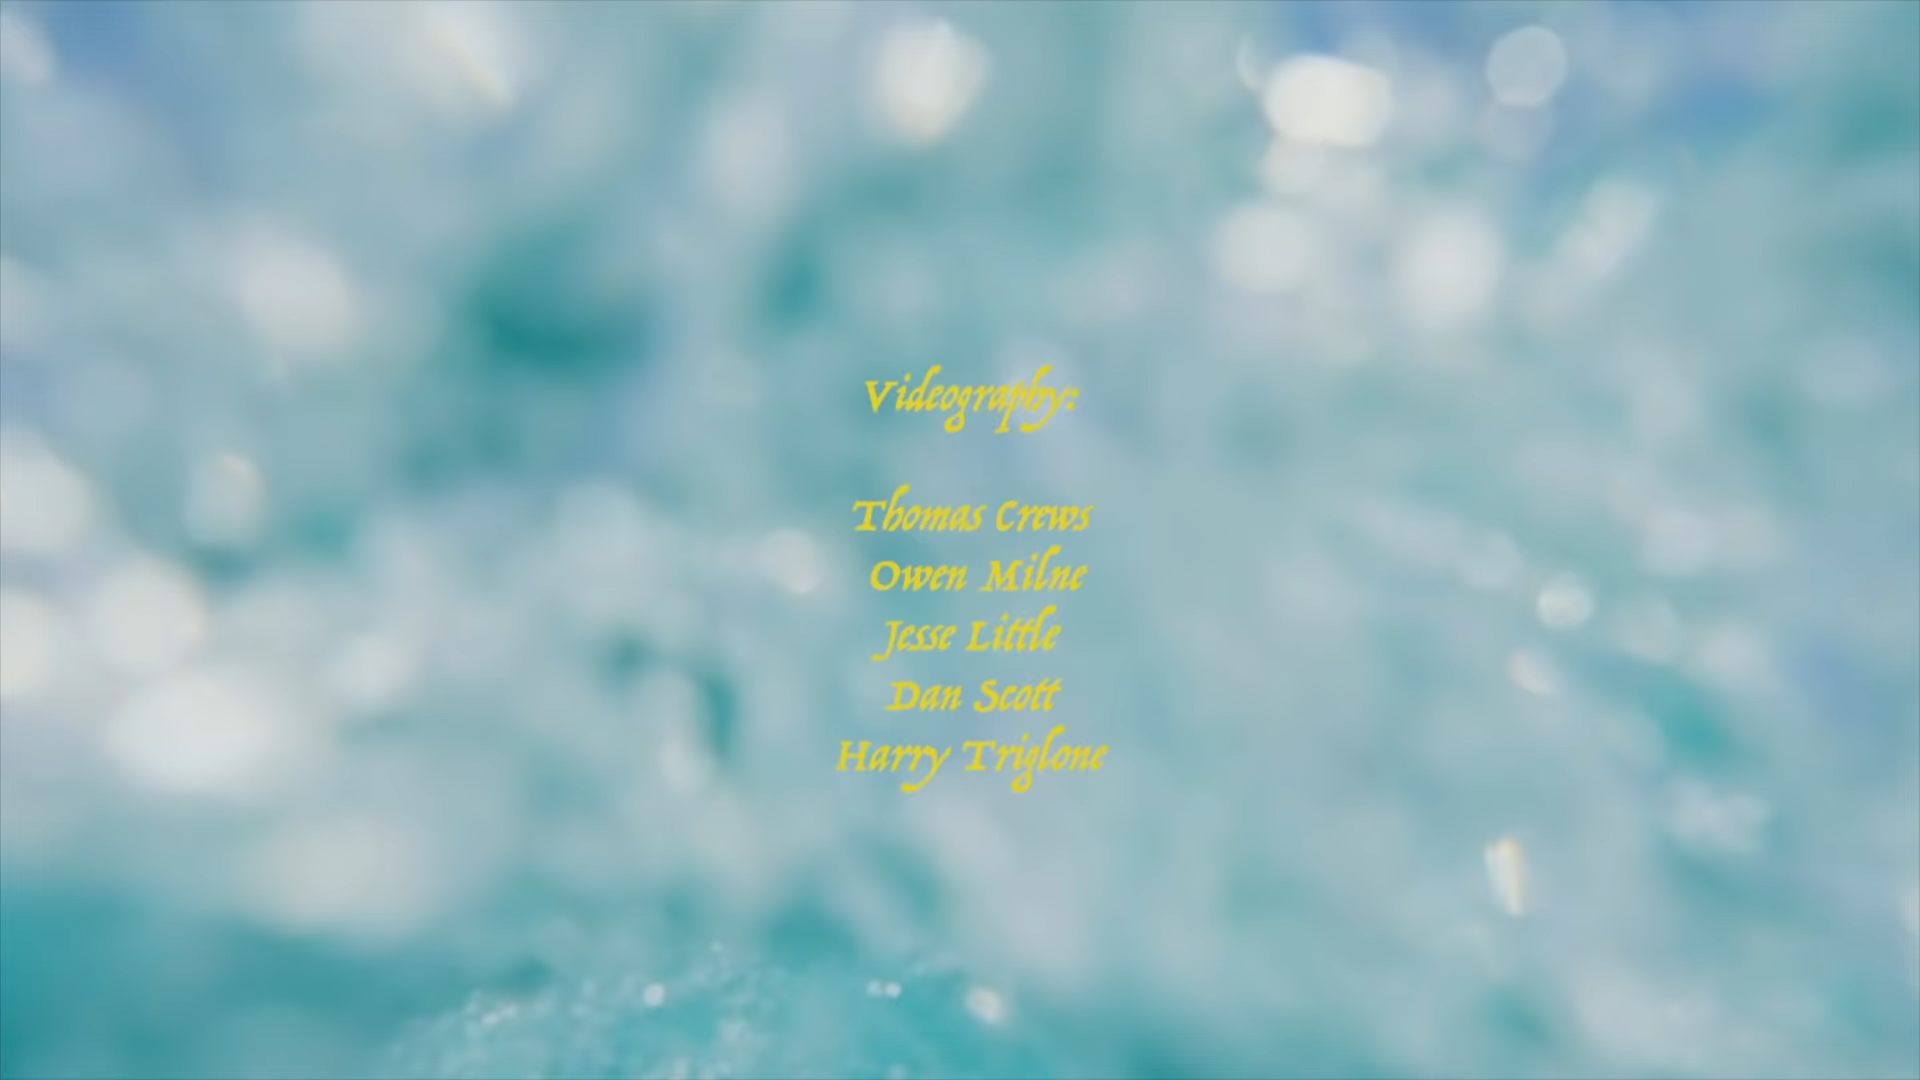 Videography:
Thomas Crews
Owen Milne
Jesse Little
Dan Scott
Harry Triglone